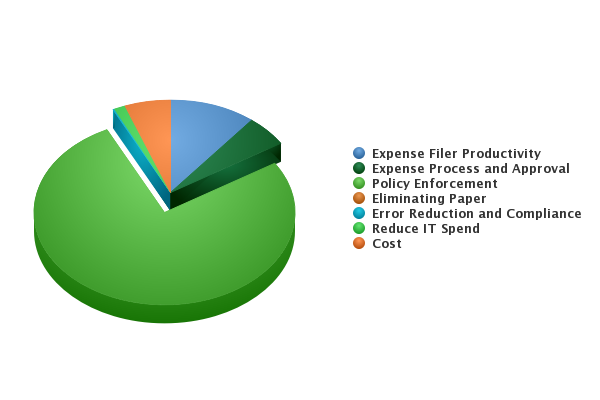 Expense Filer Productivity
Expense Process and Approval
Policy Enforcement
Eliminating Paper
Error Reduction and Compliance
Reduce IT Spend
Cost